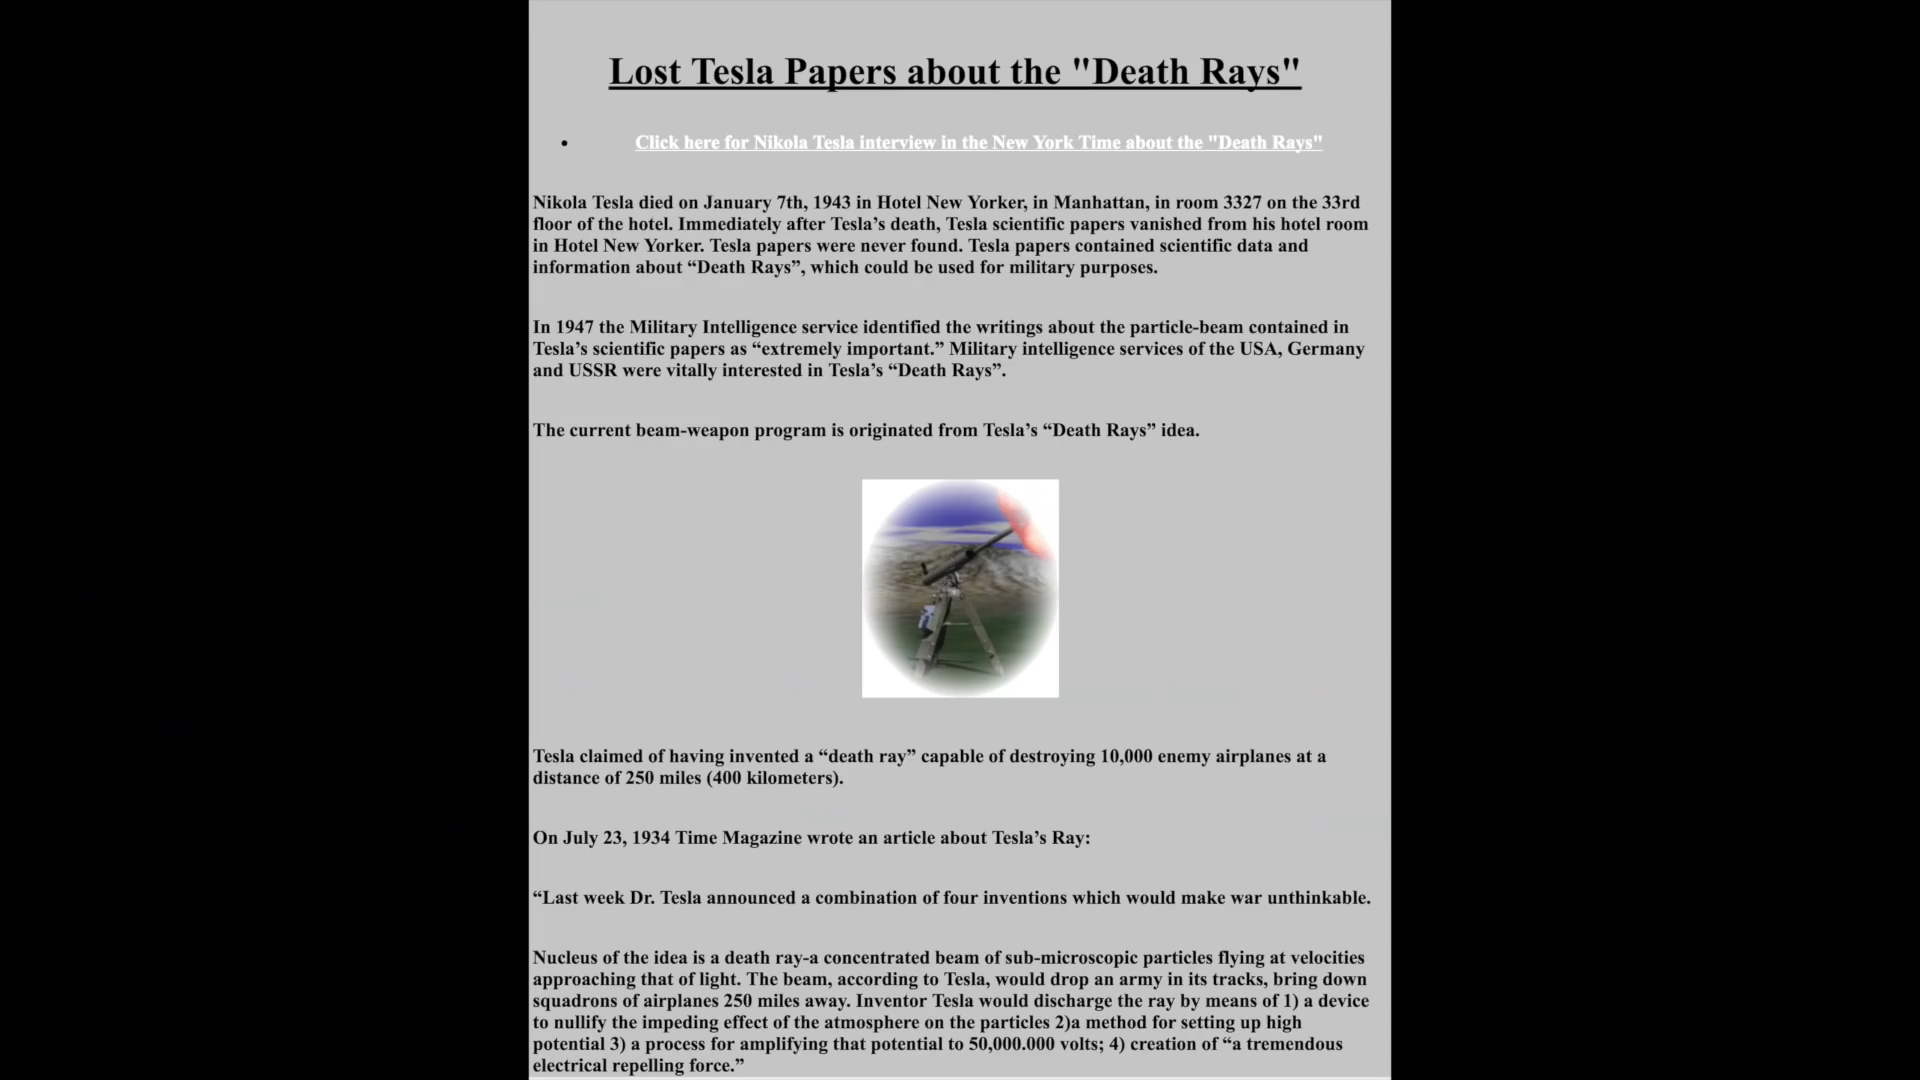 Lost Tesla Papers about the "Death Rays"
• Click here for Nikola Tesla interview in the New York Time about the "Death Rays"
Nikola Tesla died on January 7th, 1943 in Hotel New Yorker, in Manhattan, in room 3327 on the 33rd
floor of the hotel. Immediately after Tesla’s death, Tesla scientific papers vanished from his hotel room
in Hotel New Yorker. Tesla papers were never found. Tesla papers contained scientific data and
information about “Death Rays”, which could be used for military purposes.
In 1947 the Military Intelligence service identified the writings about the particle-beam contained in
Tesla’s scientific papers as “extremely important.” Military intelligence services of the USA, Germany
and USSR were vitally interested in Tesla’s “Death Rays”.
The current beam-weapon program is originated from Tesla’s “Death Rays” idea.
Tesla claimed of having invented a “death ray” capable of destroying 10,000 enemy airplanes at a
distance of 250 miles (400 kilometers).
On July 23, 1934 Time Magazine wrote an article about Tesla’s Ray:
“Last week Dr. Tesla announced a combination of four inventions which would make war unthinkable.
Nucleus of the idea is a death ray-a concentrated beam of sub-microscopic particles flying at velocities
approaching that of light. The beam, according to Tesla, would drop an army in its tracks, bring down
squadrons of airplanes 250 miles away. Inventor Tesla would discharge the ray by means of 1) a device
to nullify the impeding effect of the atmosphere on the particles 2)a method for setting up high
potential 3) a process for amplifying that potential to 50,000.000 volts; 4) creation of “a tremendous
electrical repelling force.”